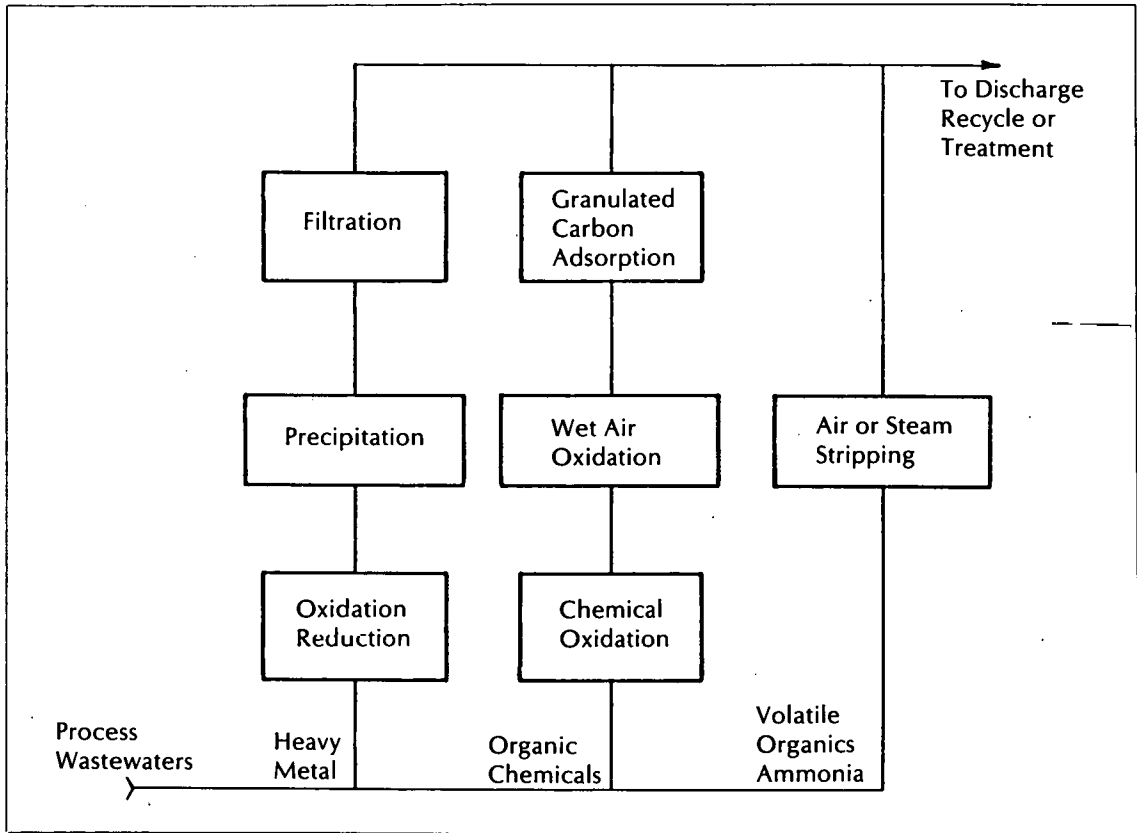 To Discharge
Recycle or
Treatment
Filtration
Granulated
Carbon
Adsorption
Precipitation
Wet Air
Oxidation
Air or Steam
Stripping
Oxidation
Reduction
Chemical
Oxidation
Process
Wastewaters
Heavy
Metal
Organic
Chemicals
Volatile
Organics
Ammonia